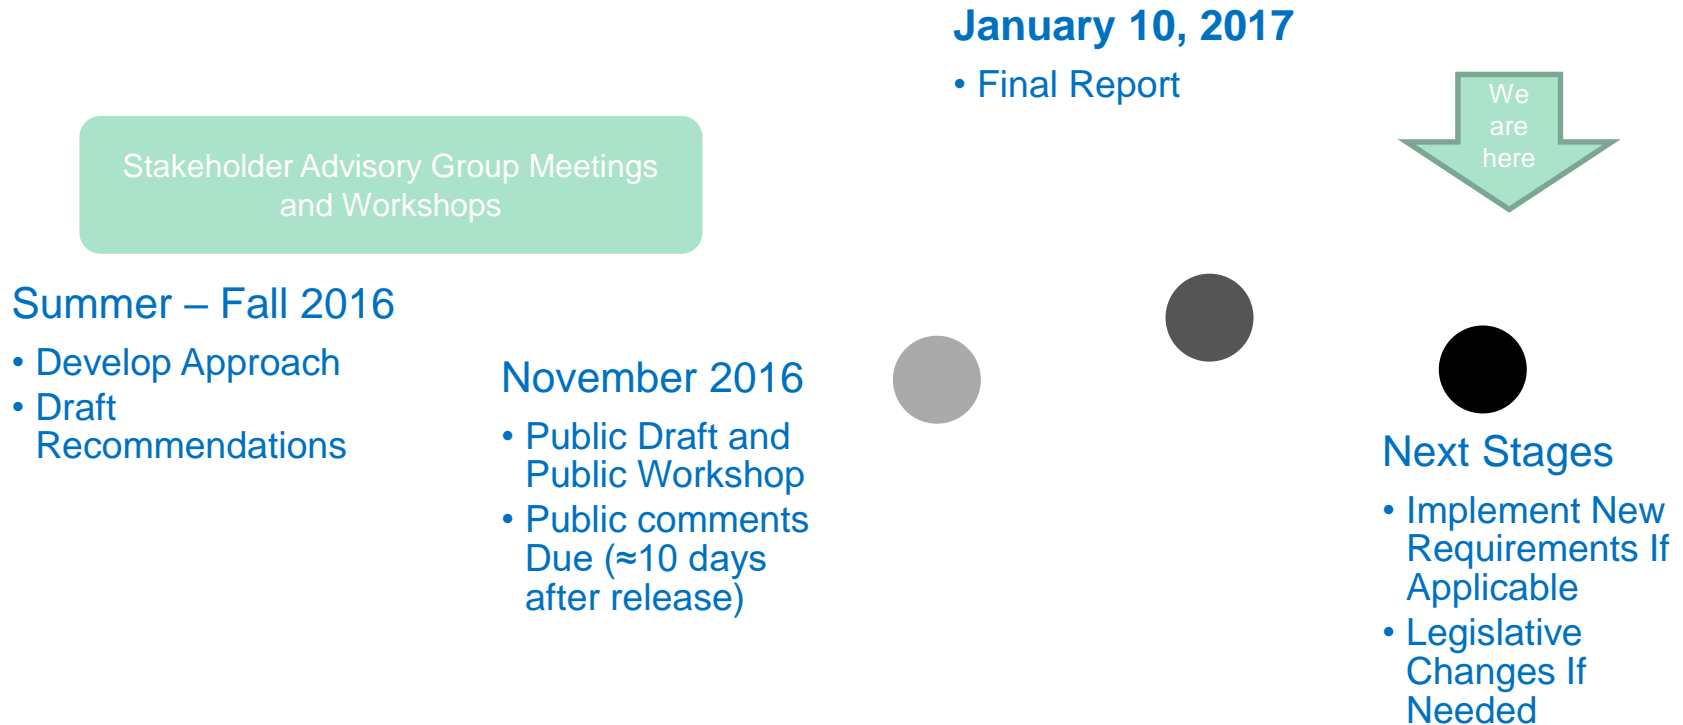 January 10, 2017
• Final Report
We
are
here
Stakeholder Advisory Group Meetings
and Workshops
Summer – Fall 2016
• Develop Approach
• Draft
Recommendations
November 2016
• Public Draft and
Public Workshop
• Public comments
Due (≈10 days
after release)
Next Stages
• Implement New
Requirements If
Applicable
• Legislative
Changes If
Needed